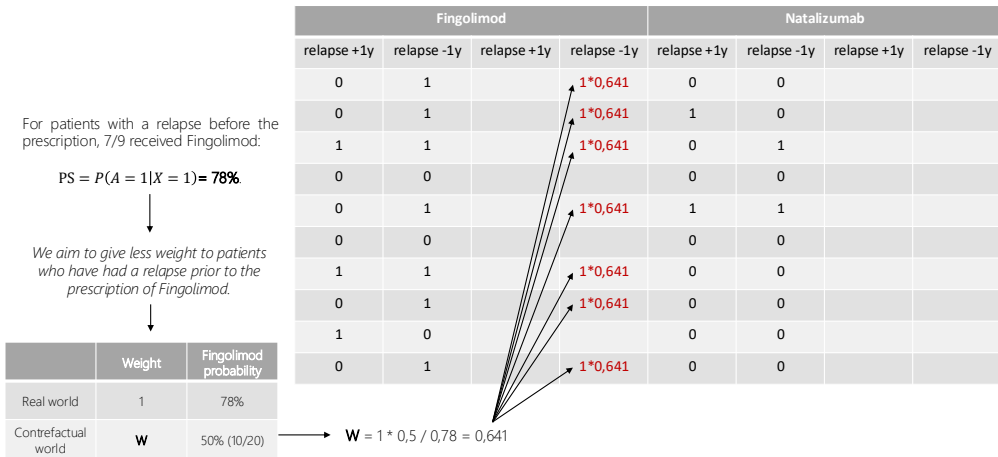 Fingolimod Natalizumab
relapse +1y relapse -1y relapse +1y relapse -1y relapse +1y relapse -1y relapse +1y relapse -1y
0 1 1*0,641 0 0
0 1 1*0,641 1 0
1 1 1*0,641 0 1
0 0 0 0
0 1 1*0,641 1 1
0 0 0 0
1 1 1*0,641 0 0
0 1 1*0,641 0 0
1 0 0 0
0 1 1*0,641 0 0
For patients with a relapse before the
prescription, 7/9 received Fingolimod:
PS = P(A = 1|X = 1)= 78%.
We aim to give less weight to patients
who have had a relapse prior to the
prescription of Fingolimod.
Weight Fingolimod
probability
Real world 1 78%
Contrefactual
world W 50% (10/20)
W = 1 * 0,5 / 0,78 = 0,641